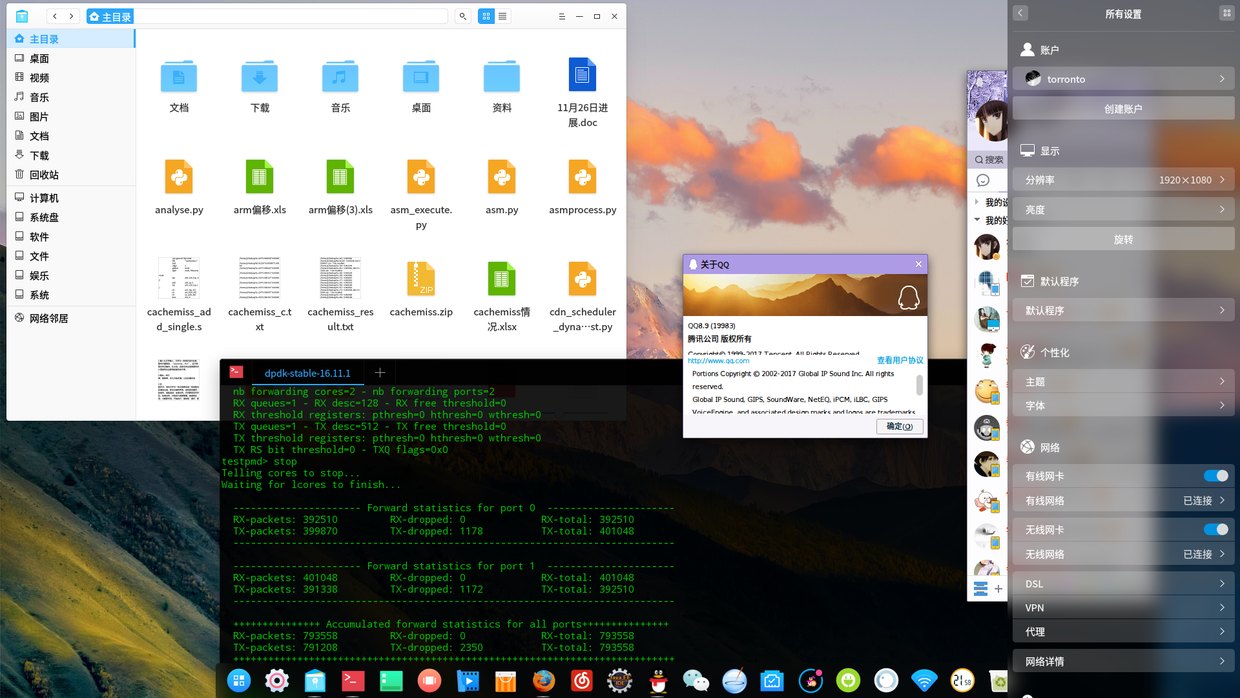 主目录
主目录
桌面
视频
音乐
图片
文档
下载
回收站
计算机
系统盘
软件
文件
娱乐
系统
网络邻居
文档
下载
音乐
桌面
资料
11月26日进
展.doc
analyse.py
arm偏移.xls
arm偏移(3).xls
asm_execute.
py
asm.py
asmprocess.py
cachemiss_ad
d_single.s
cachemiss_c.t
xt
cachemiss_res
ult.txt
ZIP
cachemiss.zip
cachemiss情
况.xlsx
cdn_scheduler
_dyna···st.py
dpdk-stable-16.11.1
nb forwarding cores=2 - nb forwarding ports=2
RX queues=1 - RX desc=128 - RX free threshold=0
RX threshold registers: pthresh=0 hthresh=0 wthresh=0
TX queues=1 - TX desc=512 - TX free threshold=0
TX threshold registers: pthresh=0 hthresh=0 wthresh=0
TX RS bit threshold=0 - TXQ flags=0x0
testpmd> stop
Telling cores to stop...
Waiting for lcores to finish...
---------------------- Forward statistics for port 0  ----------------------
RX-packets: 392510 RX-dropped: 0 RX-total: 392510
TX-packets: 399870 TX-dropped: 1178 TX-total: 401048
----------------------------------------------------------------------------
---------------------- Forward statistics for port 1  ----------------------
RX-packets: 401048 RX-dropped: 0 RX-total: 401048
TX-packets: 391338 TX-dropped: 1172 TX-total: 392510
----------------------------------------------------------------------------
+++++++++++++++ Accumulated forward statistics for all ports+++++++++++++++
RX-packets: 793558 RX-dropped: 0 RX-total: 793558
TX-packets: 791208 TX-dropped: 2350 TX-total: 793558
++++++++++++++++++++++++++++++++++++++++++++++++++++++++++++++++++++++++++++
关于QQ
QQ8.9 (19983)
腾讯公司 版权所有
Copyright© 1999-2017 Tencent. All Rights Reserved.
http://www.qq.com
查看用户协议
Portions Copyright © 2002-2017 Global IP Sound Inc. All rights
reserved.
Global IP Sound, GIPS, SoundWare, NetEQ, iPCM, iLBC, GIPS
VoiceEngine, and associated design marks and logos are trademarks
确定(O)
搜索
我的
我的
所有设置
账户
torronto
创建账户
显示
分辨率 1920×1080
亮度
旋转
默认程序
默认程序
个性化
主题
字体
网络
有线网卡
有线网络 已连接
无线网卡
无线网络 已连接
DSL
VPN
代理
网络详情